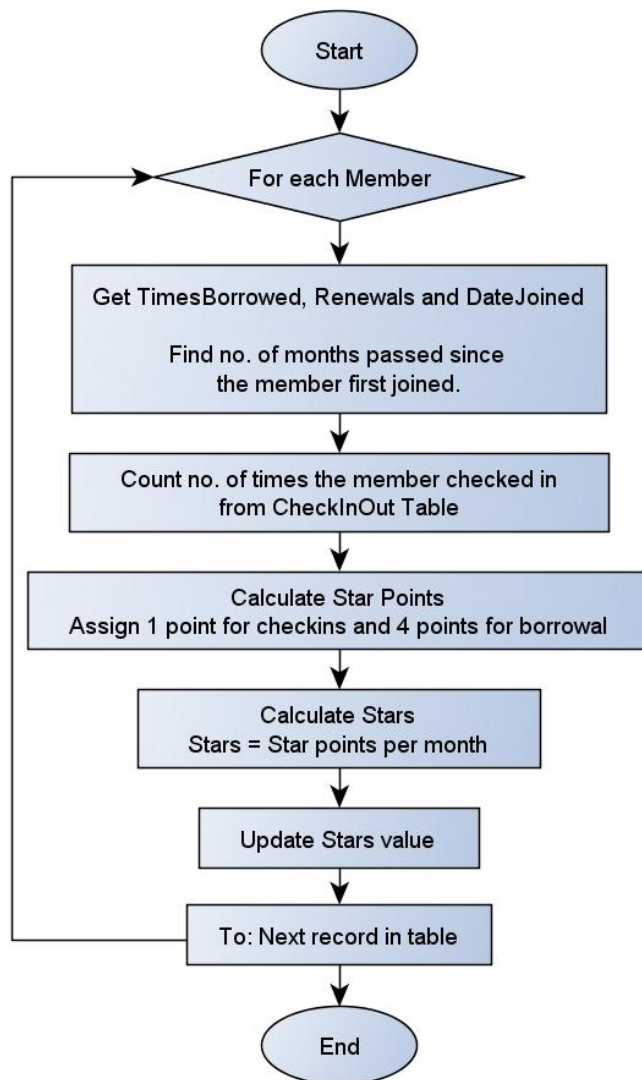 Start
For each Member
Get TimesBorrowed, Renewals and DateJoined
Find no. of months passed since
the member first joined.
Count no. of times the member checked in
from CheckInOut Table
Calculate Star Points
Assign 1 point for checkins and 4 points for borrowal
Calculate Stars
Stars = Star points per month
Update Stars value
To: Next record in table
End